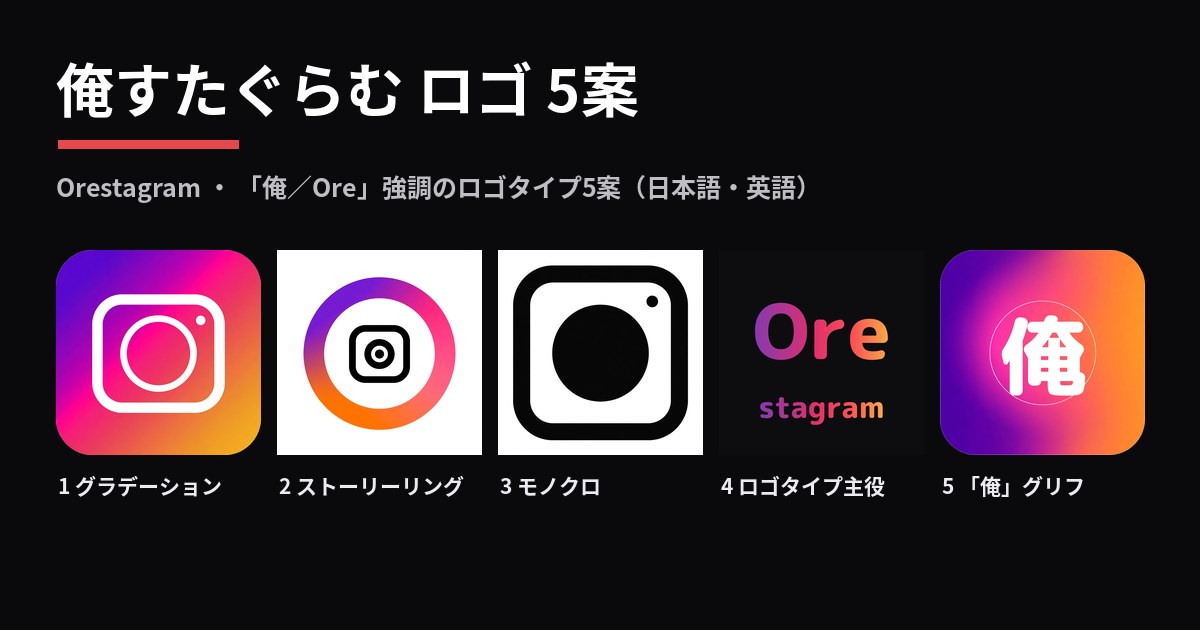 俺すたぐらむ ロゴ 5案
Orestagram ・ 「俺／Ore」強調のロゴタイプ5案（日本語・英語）
Ore
stagram
俺
1 グラデーション
2 ストーリーリング
3 モノクロ
4 ロゴタイプ主役
5 「俺」グリフ